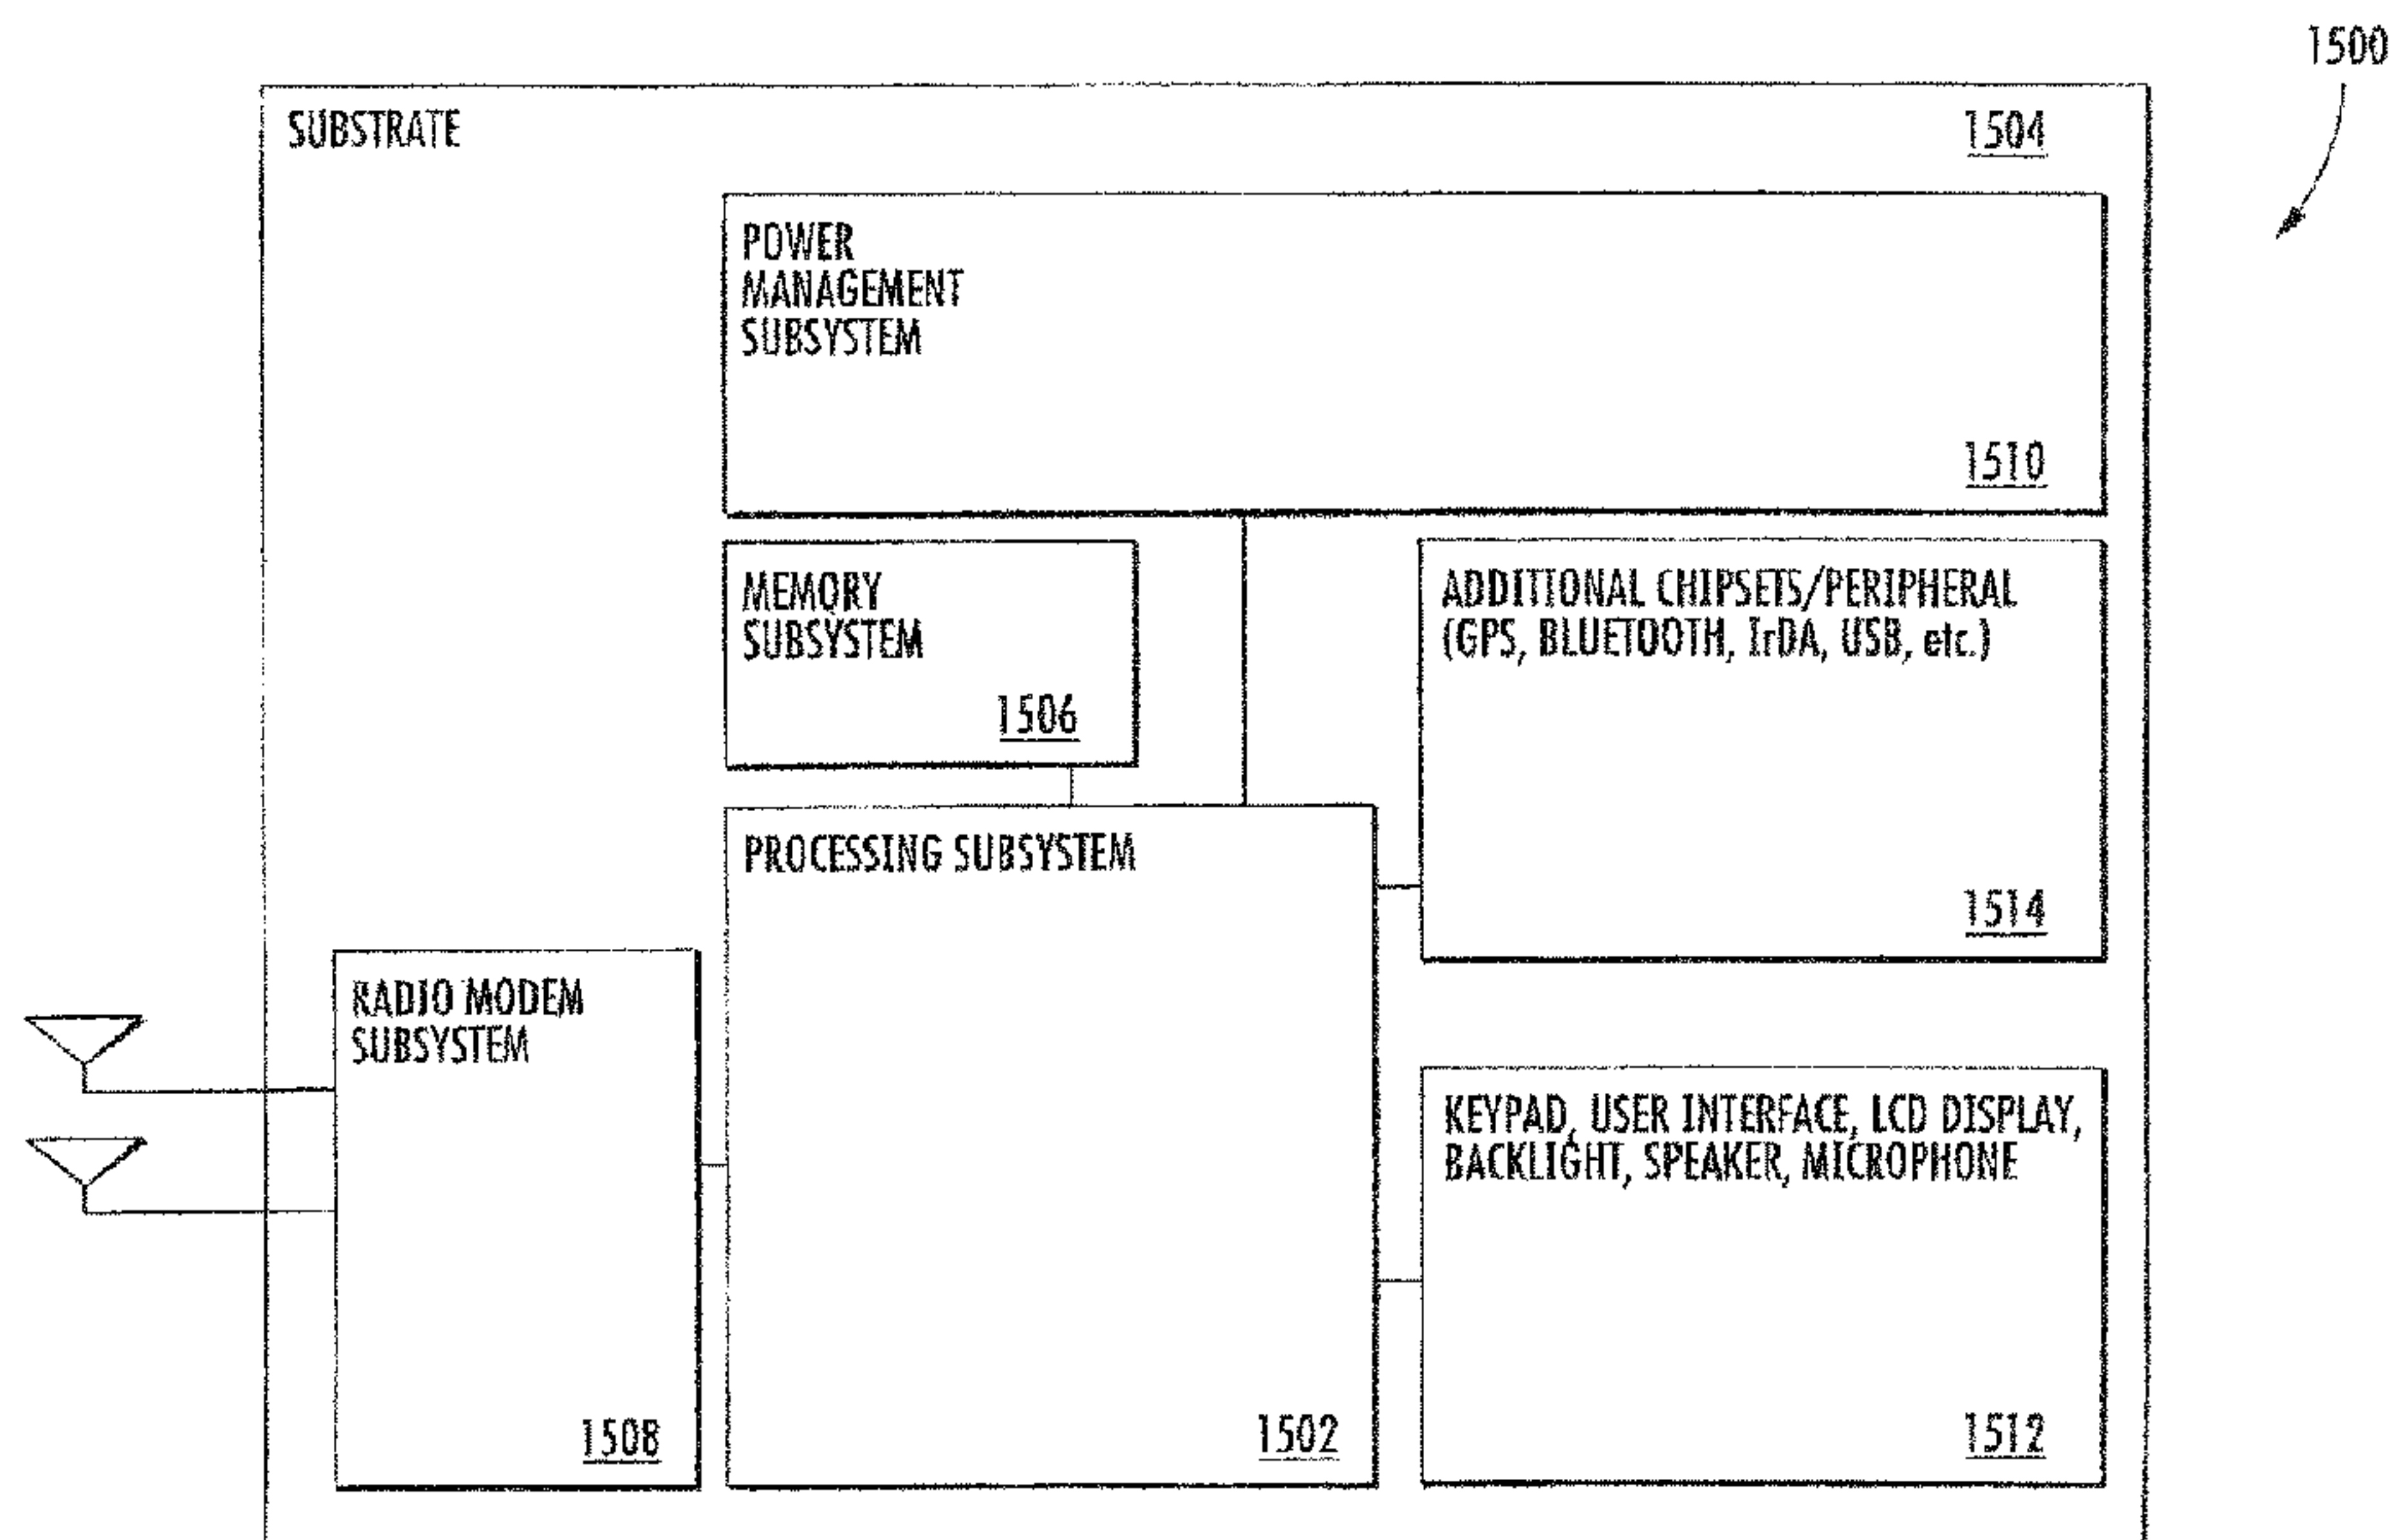 1500
SUBSTRATE
1504
POWER
MANAGEMENT
SUBSYSTEM
1510
MEMORY
SUBSYSTEM
1506
ADDITIONAL CHIPSETS/PERIPHERAL
(GPS, BLUETOOTH, IrDA, USB, etc.)
1514
PROCESSING SUBSYSTEM
1502
RADIO MODEM
SUBSYSTEM
1508
KEYPAD, USER INTERFACE, LCD DISPLAY,
BACKLIGHT, SPEAKER, MICROPHONE
1512